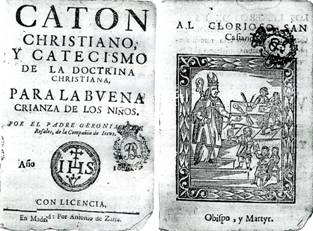 CATON
CHRISTIANO,
Y CATECISMO
DE LA DOCTRINA
CHRISTIANA,
PARA LA BVENA
CRIANZA DE LOS NIÑOS.
POR EL PADRE GERONIMO
Rosales, de la Compañia de Iesus.
Año
IHS
CON LICENCIA.
En Madrid: Por Antonio de Zafra.
AL GLORIOSO SAN
Casiano
Obispo, y Martyr.